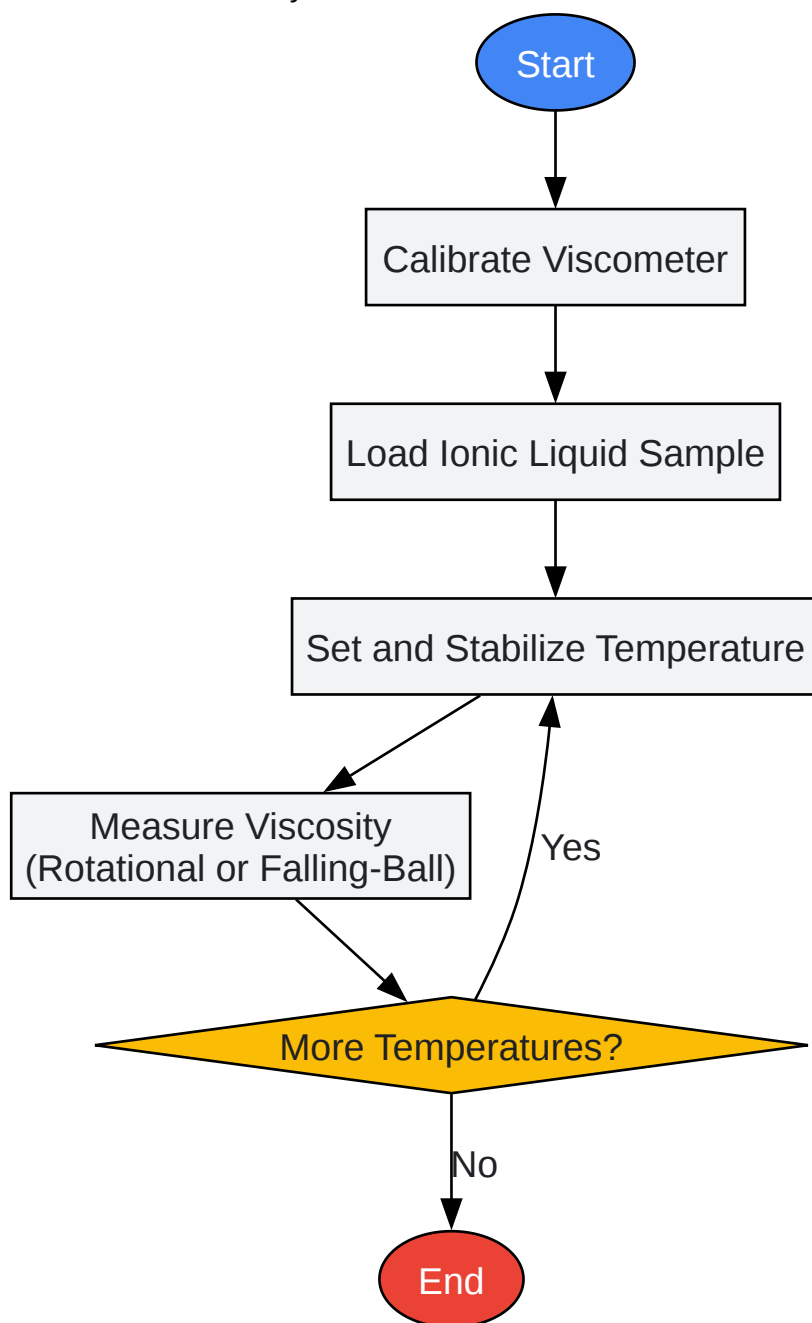 Start
Calibrate Viscometer
Load Ionic Liquid Sample
Set and Stabilize Temperature
Measure Viscosity
(Rotational or Falling-Ball)
Yes
More Temperatures?
No
End